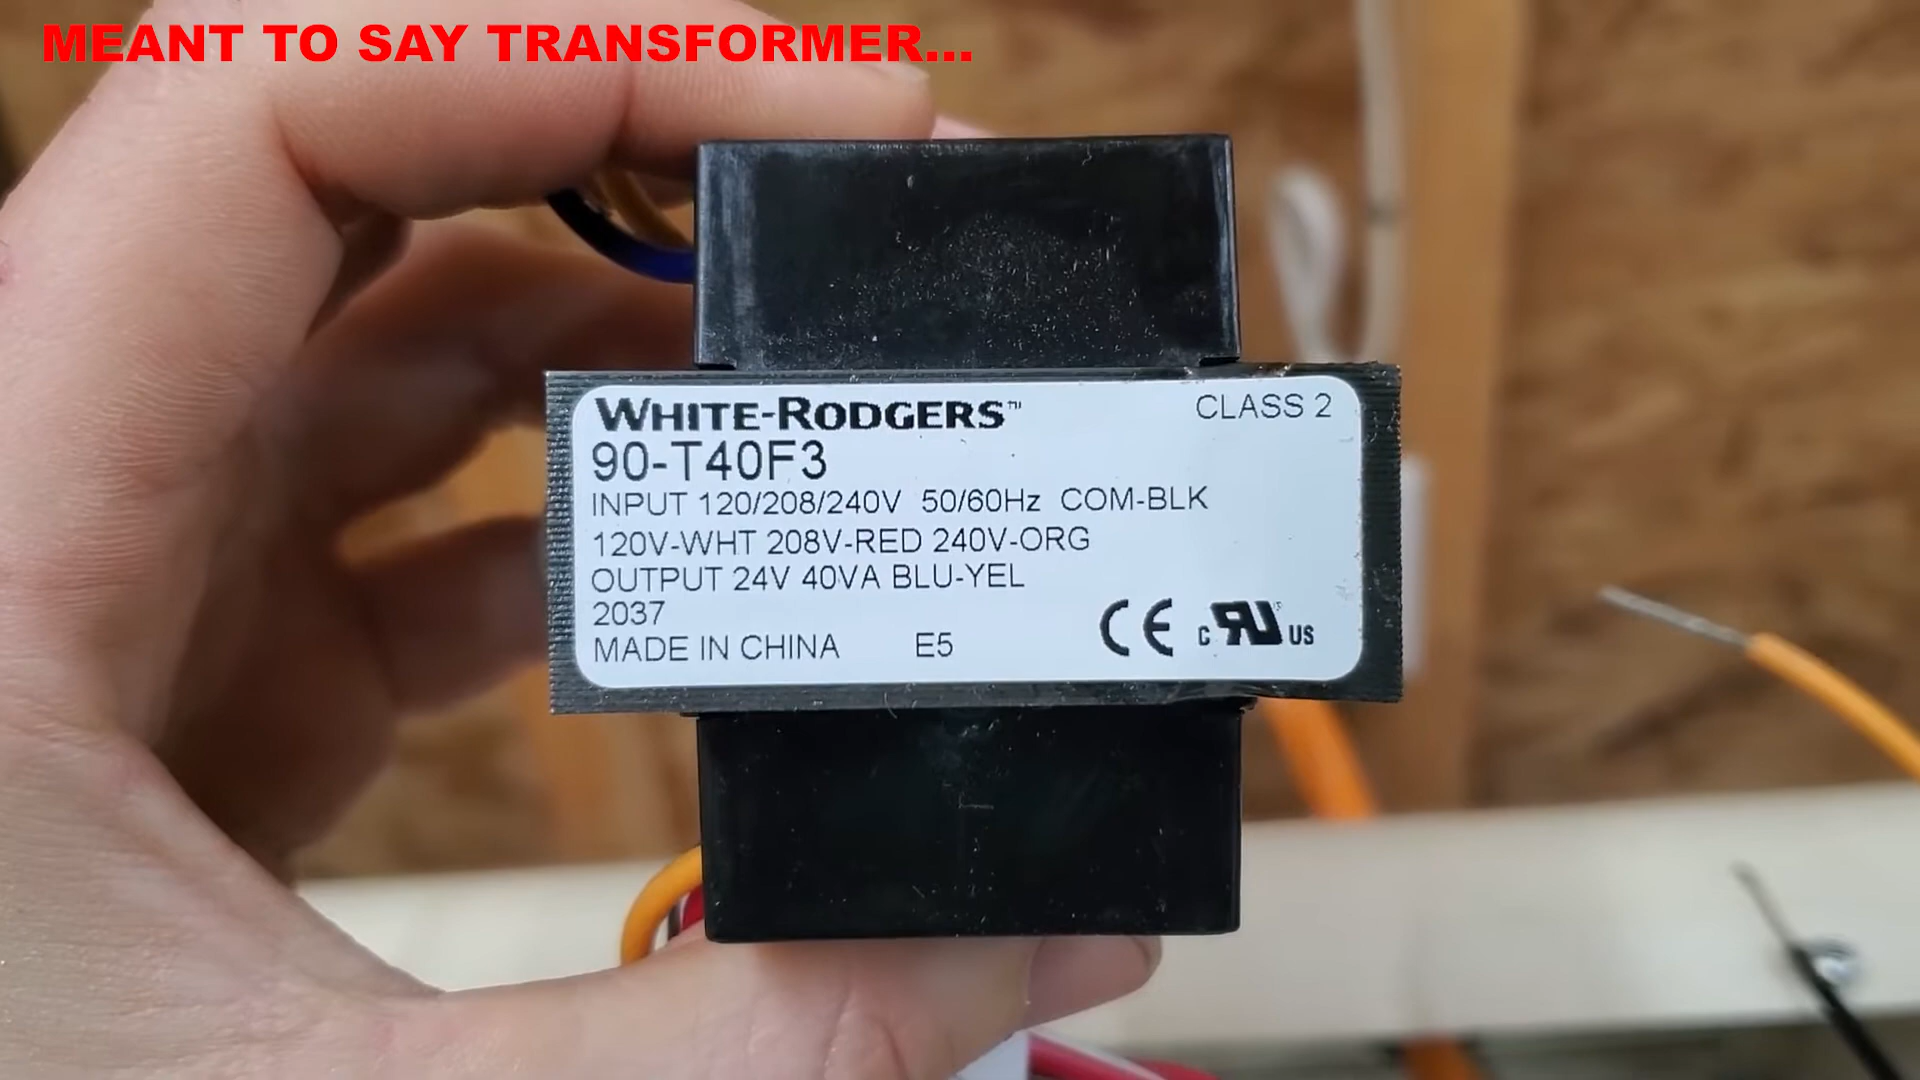 MEANT TO SAY TRANSFORMER...
WHITE-RODGERS™ CLASS 2
90-T40F3
INPUT 120/208/240V 50/60Hz COM-BLK
120V-WHT 208V-RED 240V-ORG
OUTPUT 24V 40VA BLU-YEL
2037
MADE IN CHINA E5 CE C RU US